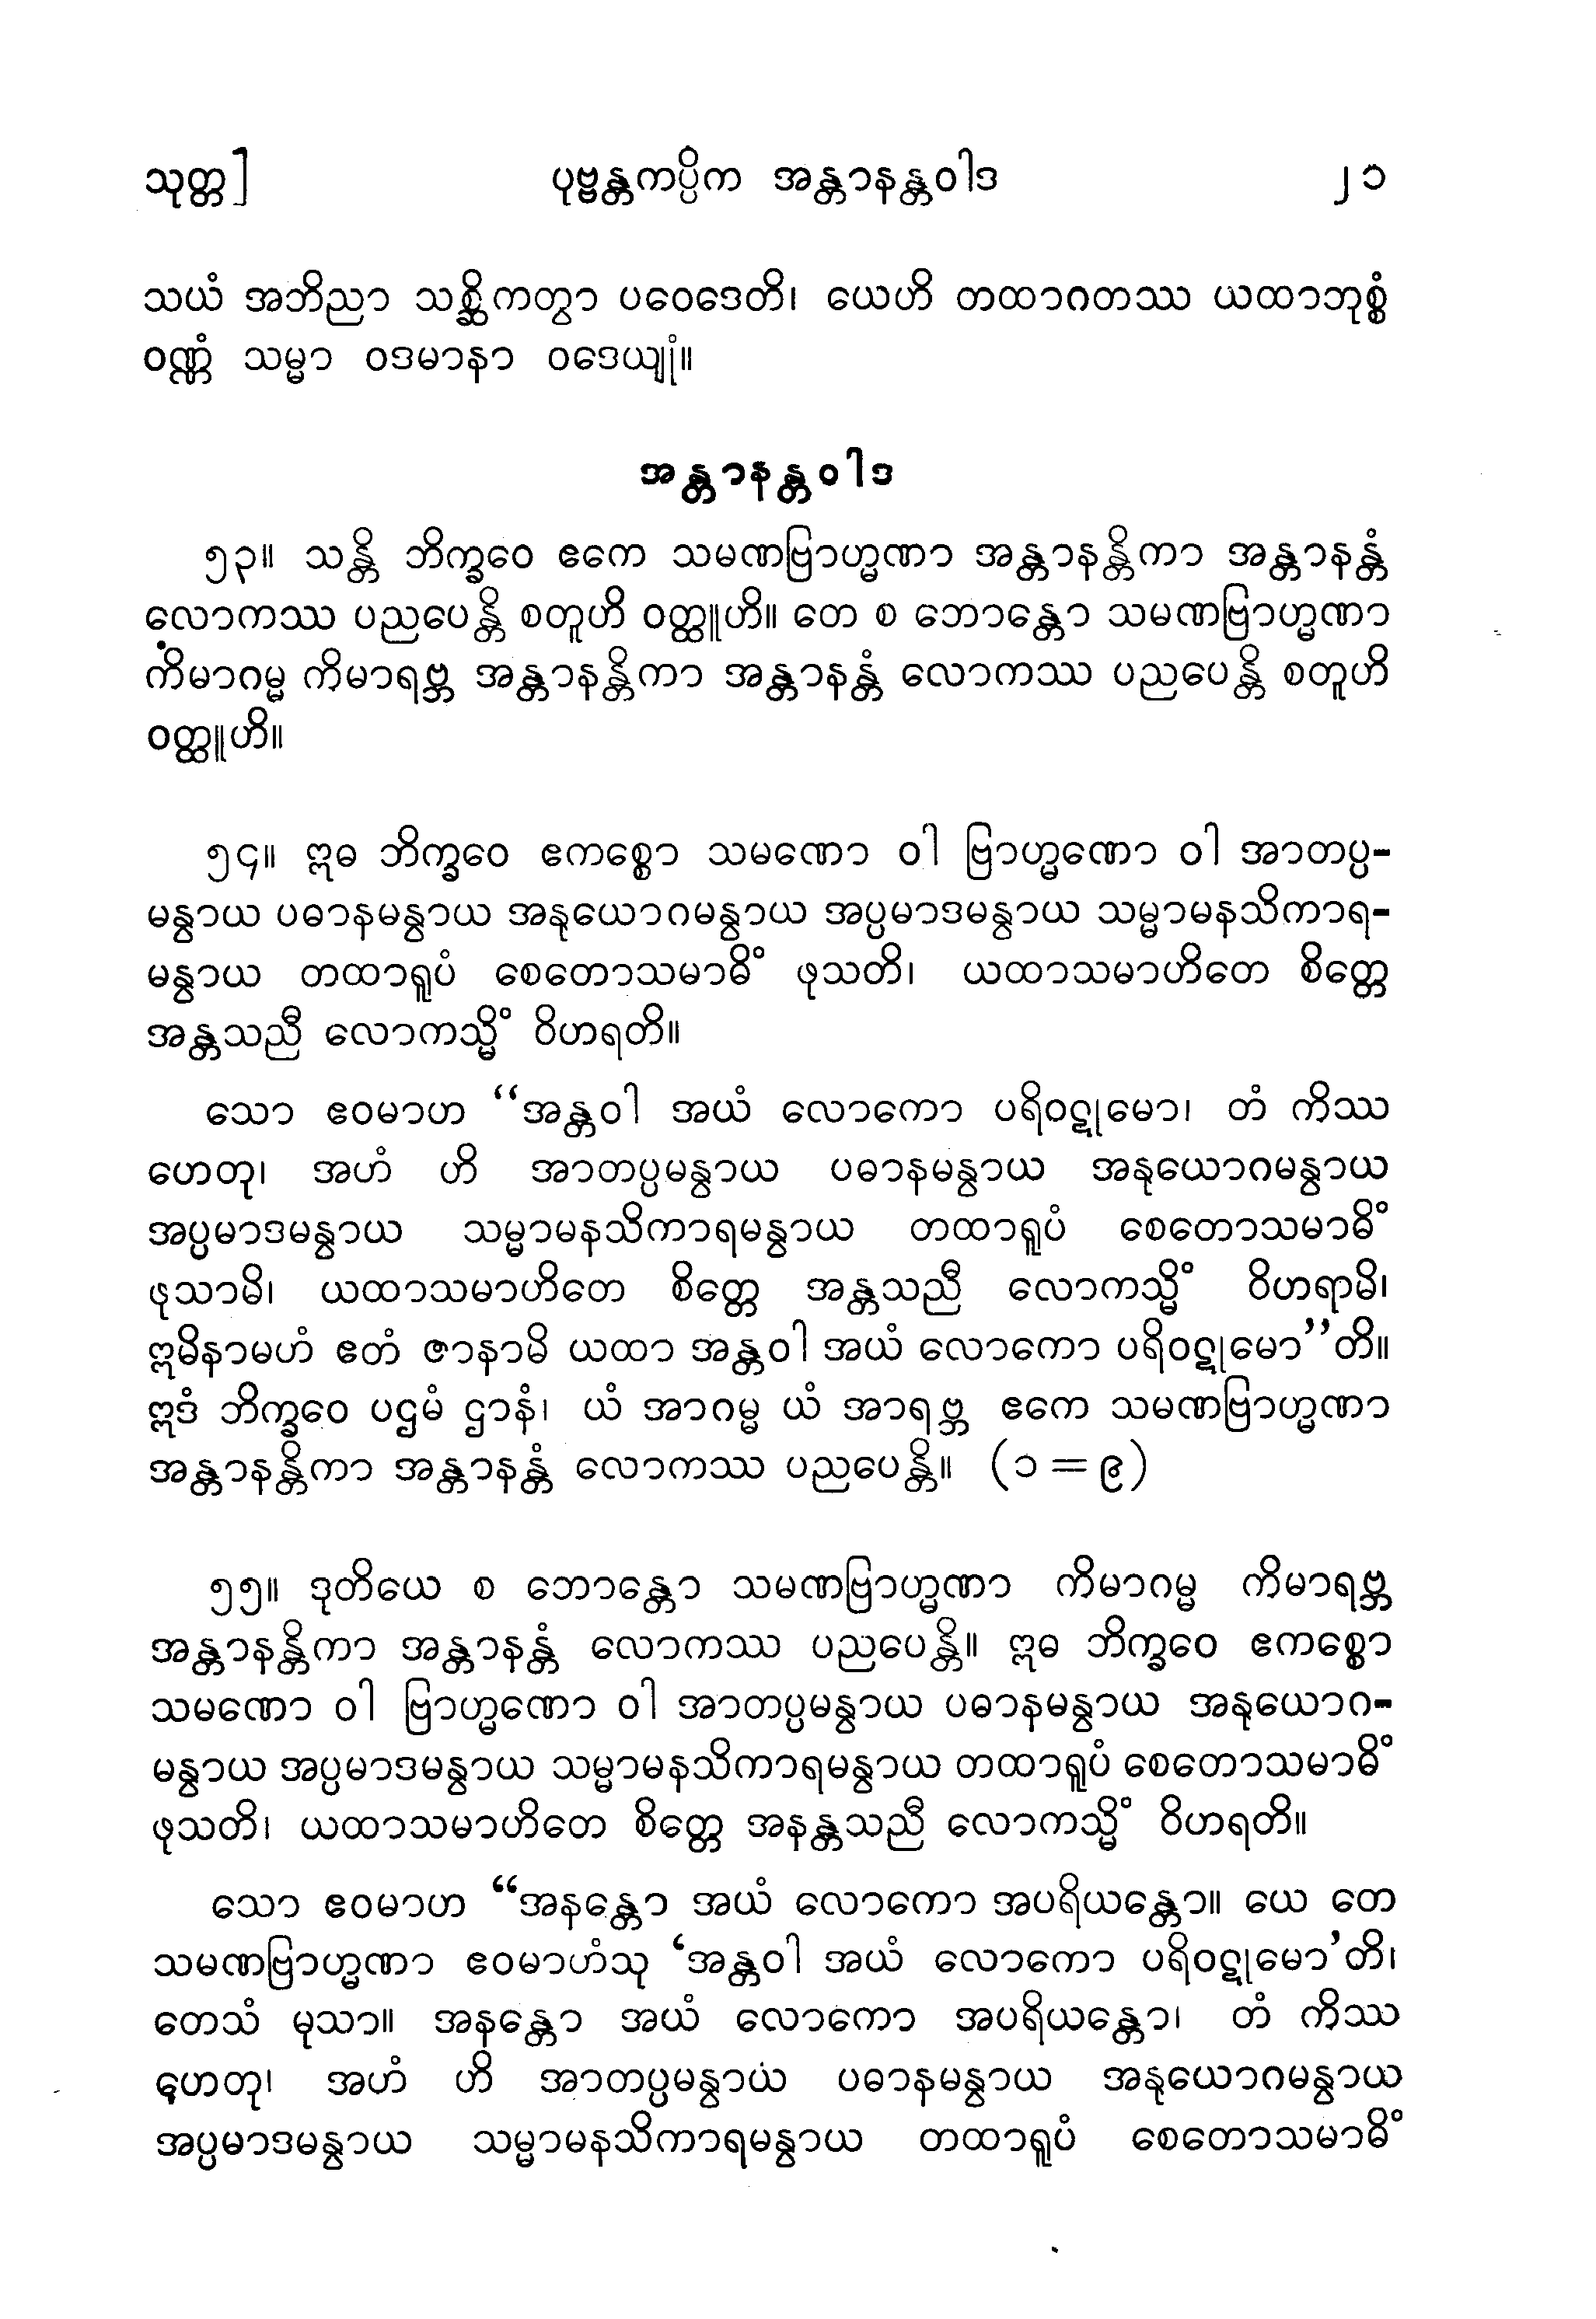 သုတ္တ] ပုဗ္ဗန္တကပ္ပိက အန္တာနန္တဝါဒ ၂၁
သယံ အဘိညာ သစ္ဆိကတွာ ပဝေဒေတိ၊ ယေဟိ တထာဂတဿ ယထာဘုစ္စံ
ဝဏ္ဏံ သမ္မာ ဝဒမာနာ ဝဒေယျုံ။
အန္တာနန္တဝါဒ
၅၃။ သန္တိ ဘိက္ခဝေ ဧကေ သမဏဗြာဟ္မဏာ အန္တာနန္တိကာ အန္တာနန္တံ
လောကဿ ပညပေန္တိ စတူဟိ ဝတ္ထူဟိ။ တေ စ ဘောန္တော သမဏဗြာဟ္မဏာ
ကိမာဂမ္မ ကိမာရဗ္ဘ အန္တာနန္တိကာ အန္တာနန္တံ လောကဿ ပညပေန္တိ စတူဟိ
ဝတ္ထူဟိ။
၅၄။ ဣဓ ဘိက္ခဝေ ဧကစ္စော သမဏော ဝါ ဗြာဟ္မဏော ဝါ အာတပ္ပ-
မန္ွာယ ပဓာနမန္ွာယ အနုယောဂမန္ွာယ အပ္ပမာဒမန္ွာယ သမ္မာမနသိကာရ-
မန္ွာယ တထာရူပံ စေတောသမာဓိံ ဖုသတိ၊ ယထာသမာဟိတေ စိတ္တေ
အန္တသညီ လောကသ္မိံ ဝိဟရတိ။
သော ဧဝမာဟ “အန္တဝါ အယံ လောကော ပရိဝဋုမော၊ တံ ကိဿ
ဟေတု၊ အဟံ ဟိ အာတပ္ပမန္ွာယ ပဓာနမန္ွာယ အနုယောဂမန္ွာယ
အပ္ပမာဒမန္ွာယ သမ္မာမနသိကာရမန္ွာယ တထာရူပံ စေတောသမာဓိံ
ဖုသာမိ၊ ယထာသမာဟိတေ စိတ္တေ အန္တသညီ လောကသ္မိံ ဝိဟရာမိ၊
ဣမိနာမဟံ ဧတံ ဇာနာမိ ယထာ အန္တဝါ အယံ လောကော ပရိဝဋုမော”တိ။
ဣဒံ ဘိက္ခဝေ ပဌမံ ဌာနံ၊ ယံ အာဂမ္မ ယံ အာရဗ္ဘ ဧကေ သမဏဗြာဟ္မဏာ
အန္တာနန္တိကာ အန္တာနန္တံ လောကဿ ပညပေန္တိ။ (၁=၉)
၅၅။ ဒုတိယေ စ ဘောန္တော သမဏဗြာဟ္မဏာ ကိမာဂမ္မ ကိမာရဗ္ဘ
အန္တာနန္တိကာ အန္တာနန္တံ လောကဿ ပညပေန္တိ။ ဣဓ ဘိက္ခဝေ ဧကစ္စော
သမဏော ဝါ ဗြာဟ္မဏော ဝါ အာတပ္ပမန္ွာယ ပဓာနမန္ွာယ အနုယောဂ-
မန္ွာယ အပ္ပမာဒမန္ွာယ သမ္မာမနသိကာရမန္ွာယ တထာရူပံ စေတောသမာဓိံ
ဖုသတိ၊ ယထာသမာဟိတေ စိတ္တေ အနန္တသညီ လောကသ္မိံ ဝိဟရတိ။
သော ဧဝမာဟ “အနန္တော အယံ လောကော အပရိယန္တော။ ယေ တေ
သမဏဗြာဟ္မဏာ ဧဝမာဟံသု ‘အန္တဝါ အယံ လောကော ပရိဝဋုမော’တိ၊
တေသံ မုသာ။ အနန္တော အယံ လောကော အပရိယန္တော၊ တံ ကိဿ
ဟေတု၊ အဟံ ဟိ အာတပ္ပမန္ွာယ ပဓာနမန္ွာယ အနုယောဂမန္ွာယ
အပ္ပမာဒမန္ွာယ သမ္မာမနသိကာရမန္ွာယ တထာရူပံ စေတောသမာဓိံ